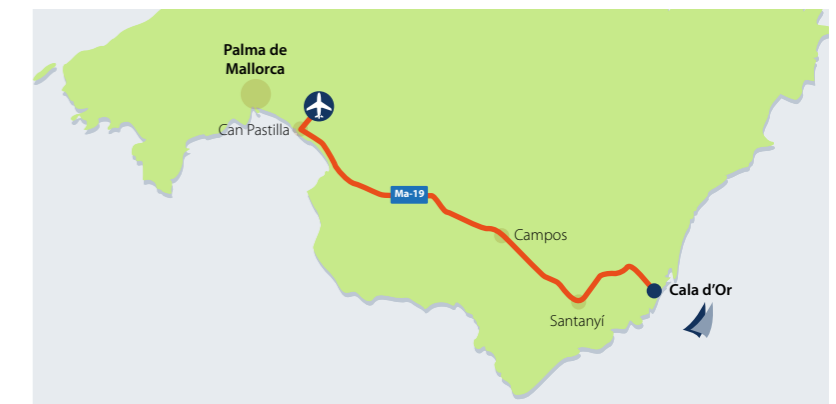 Palma de
Mallorca
Can Pastilla
Ma-19
Campos
Cala d’Or
Santanyí